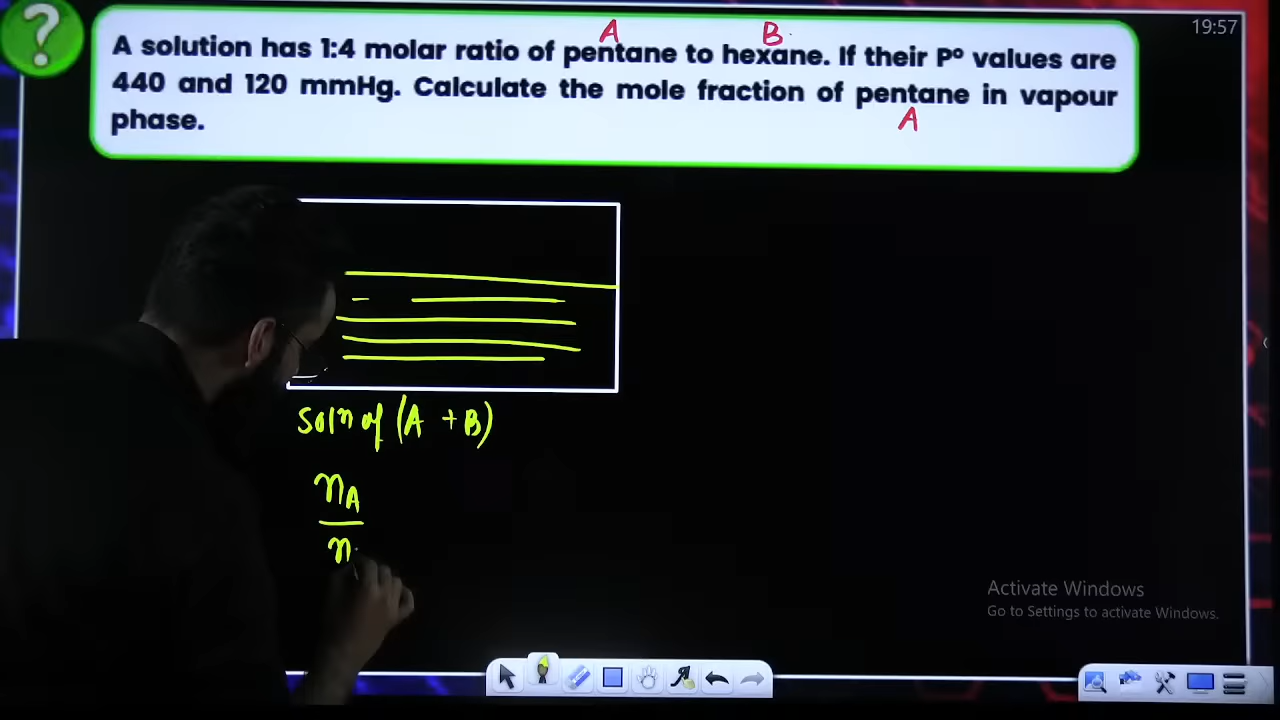 ?
19:57
A B
A solution has 1:4 molar ratio of pentane to hexane. If their P⁰ values are
440 and 120 mmHg. Calculate the mole fraction of pentane in vapour
A
phase.
Soln of (A + B)
nA
n
Activate Windows
Go to Settings to activate Windows.